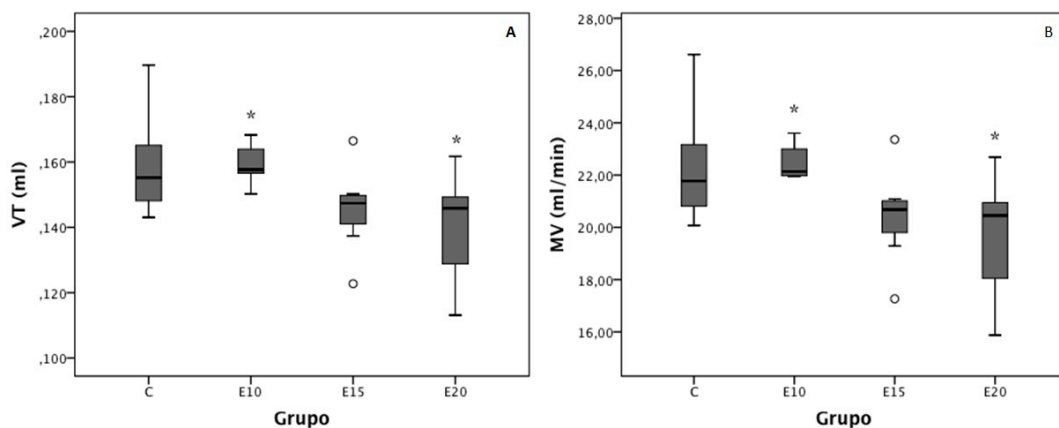 A
VT (ml)
,200
,180
,160
,140
,120
,100
*
*
C
E10
E15
E20
Grupo
B
MV (ml/min)
28,00
26,00
24,00
22,00
20,00
18,00
16,00
*
*
C
E10
E15
E20
Grupo